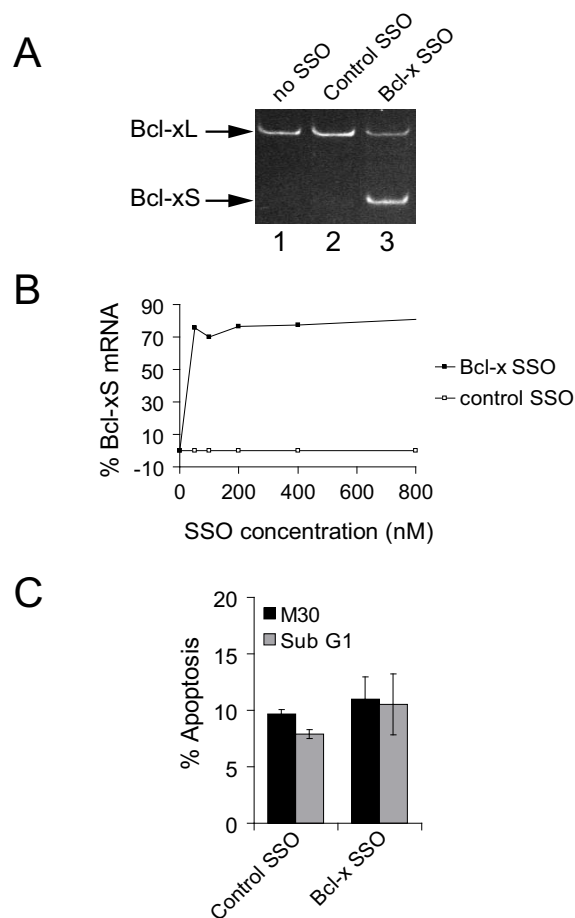 A
no SSO
Control SSO
Bcl-x SSO
Bcl-xL
Bcl-xS
1 2 3
B
% Bcl-xS mRNA
90
70
50
30
10
-10
0 200 400 600 800
SSO concentration (nM)
Bcl-x SSO
control SSO
C
% Apoptosis
20
15
10
5
0
M30
Sub G1
Control SSO
Bcl-x SSO